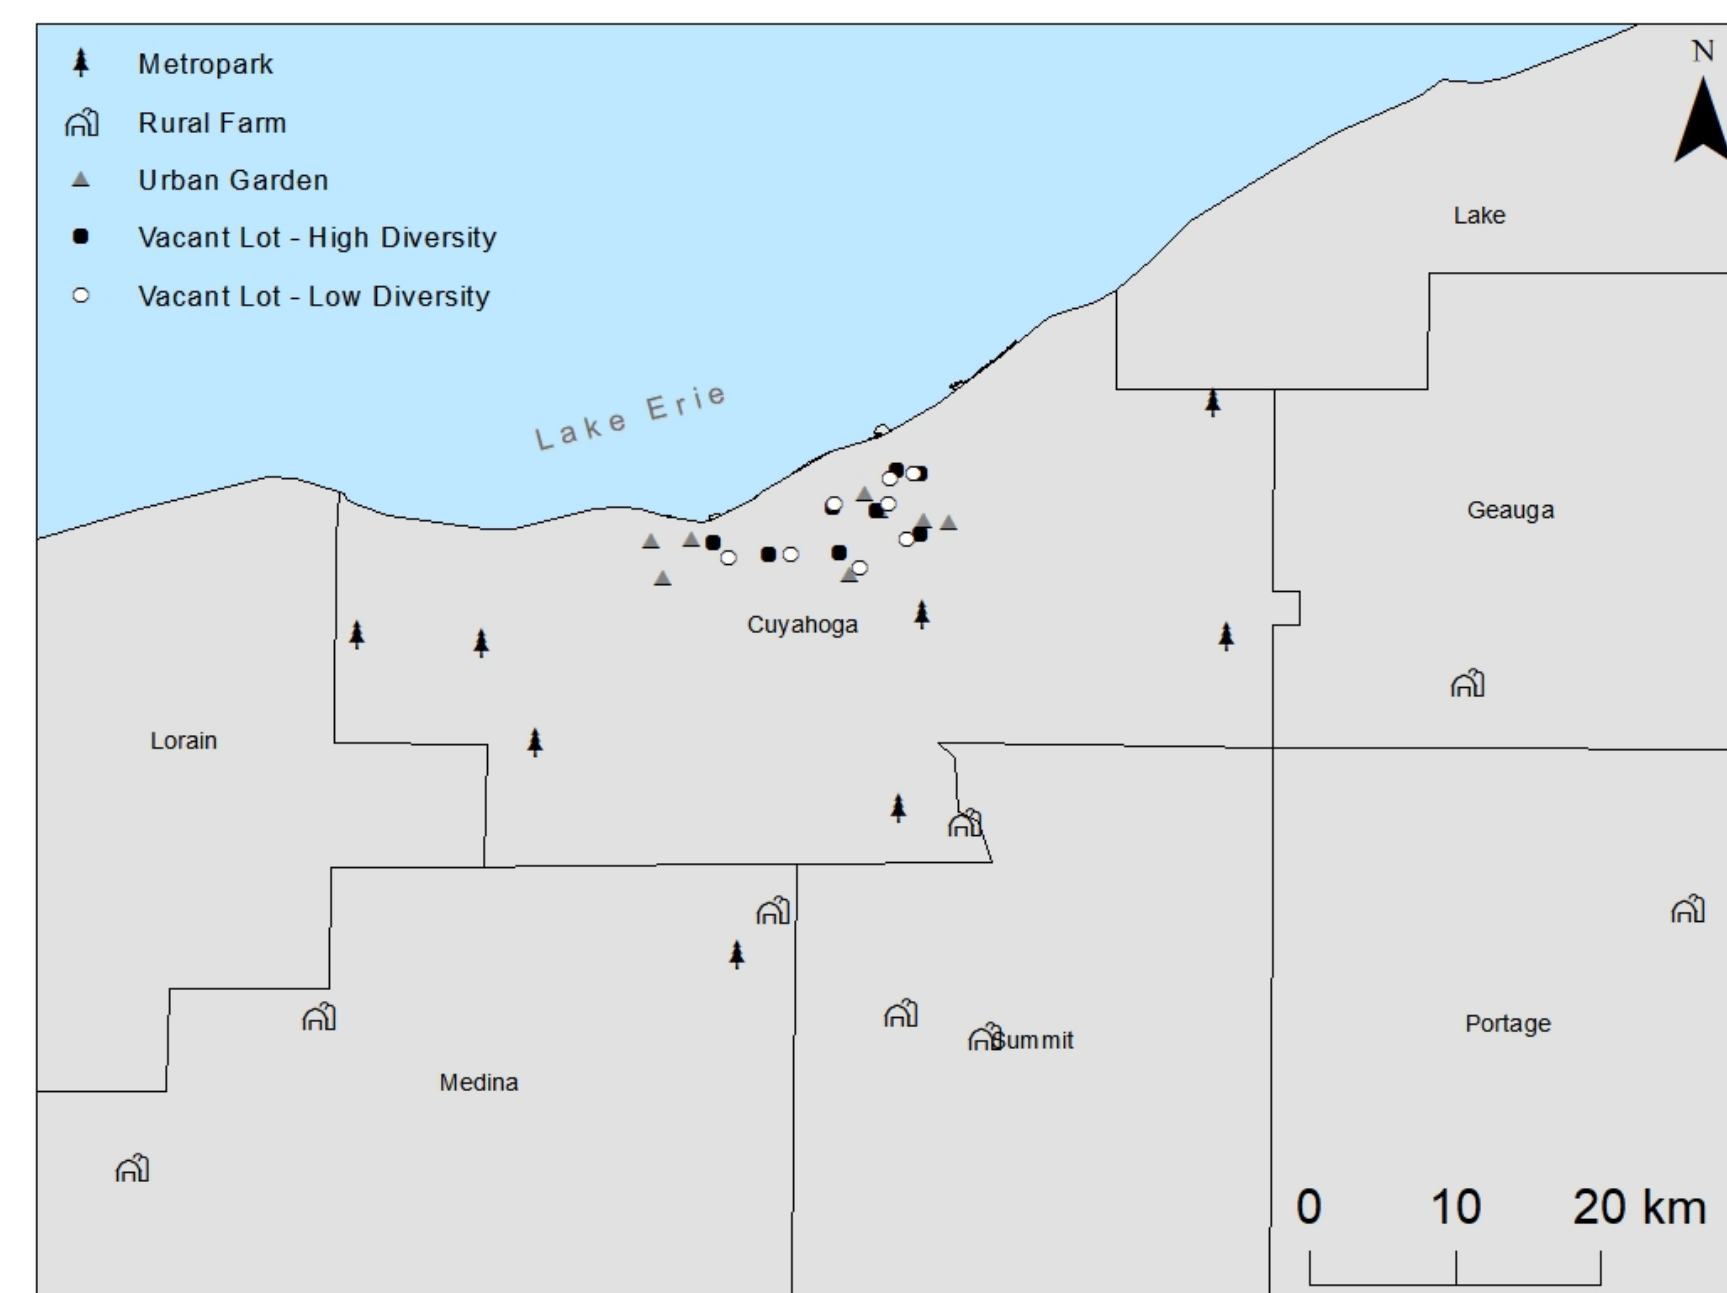 Metropark
Rural Farm
Urban Garden
Vacant Lot - High Diversity
Vacant Lot - Low Diversity
N
Lake
Lake Erie
Geauga
Cuyahoga
Lorain
Portage
Summit
Medina
0 10 20 km